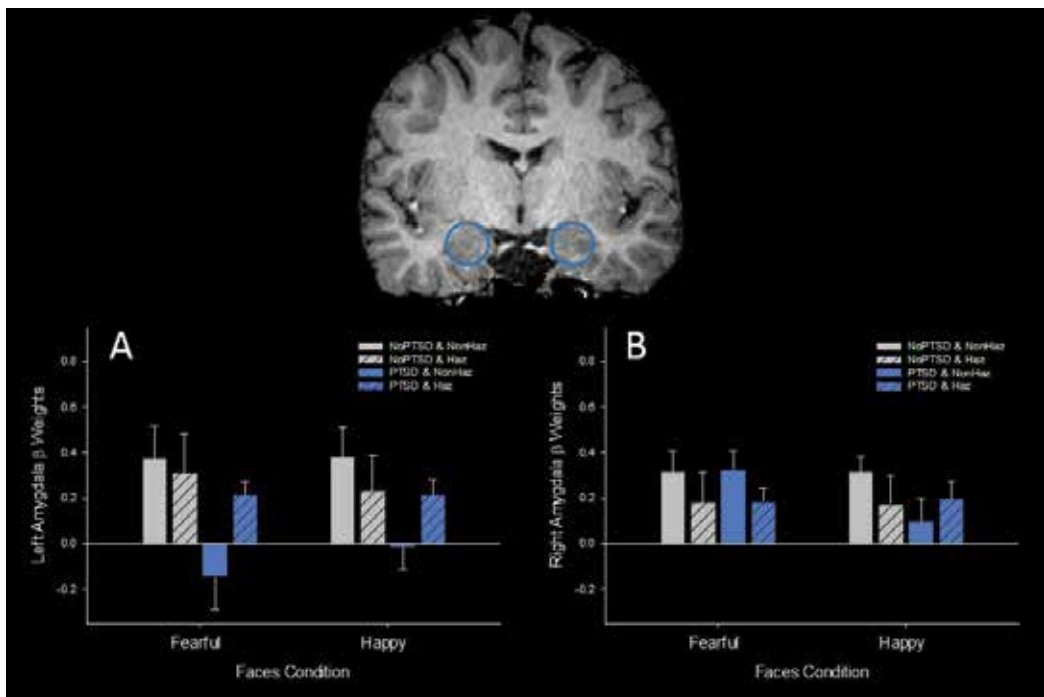 A
NoPTSD & NonHaz
NoPTSD & Haz
PTSD & NonHaz
PTSD & Haz
0.8
0.6
0.4
0.2
0.0
-0.2
Left Amygdala β Weights
Fearful
Happy
Faces Condition
B
NoPTSD & NonHaz
NoPTSD & Haz
PTSD & NonHaz
PTSD & Haz
0.8
0.6
0.4
0.2
0.0
-0.2
Right Amygdala β Weights
Fearful
Happy
Faces Condition